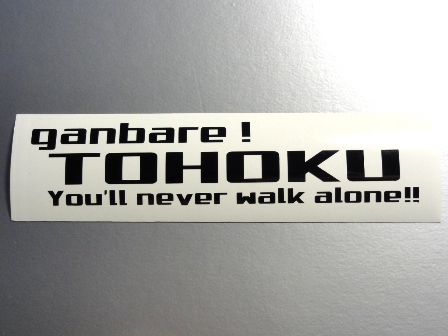 ganbare !
TOHOKU
You'll never walk alone!!